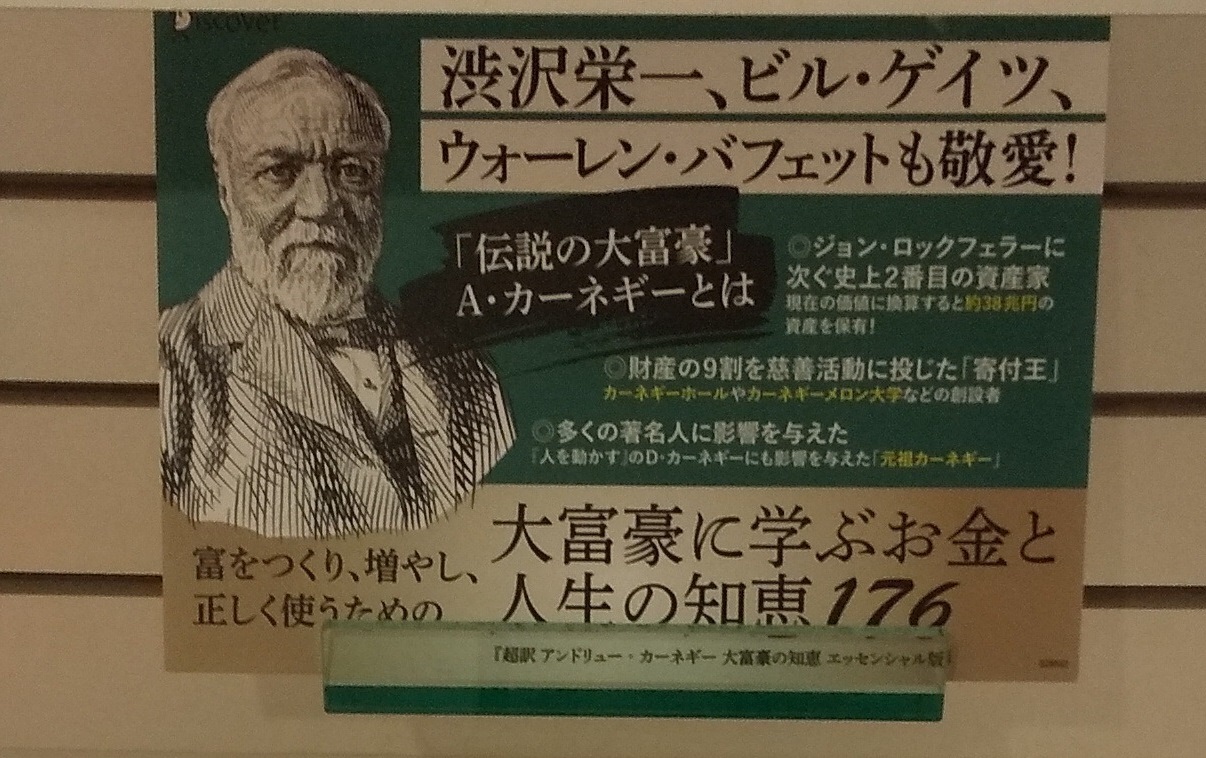 Discover
渋沢栄一、ビル・ゲイツ、
ウォーレン・バフェットも敬愛!
「伝説の大富豪」
A・カーネギーとは
◎ジョン・ロックフェラーに
次ぐ史上2番目の資産家
現在の価値に換算すると約38兆円の
資産を保有!
◎財産の9割を慈善活動に投じた「寄付王」
カーネギーホールやカーネギーメロン大学などの創設者
◎多くの著名人に影響を与えた
『人を動かす』のD・カーネギーにも影響を与えた「元祖カーネギー」
富をつくり、増やし、
正しく使うための
大富豪に学ぶお金と
人生の知恵176
『超訳 アンドリュー・カーネギー 大富豪の知恵 エッセンシャル版』